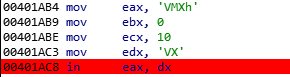 00401AB4 mov eax, 'VMXh'
00401AB9 mov ebx, 0
00401ABE mov ecx, 10
00401AC3 mov edx, 'VX'
00401AC8 in eax, dx